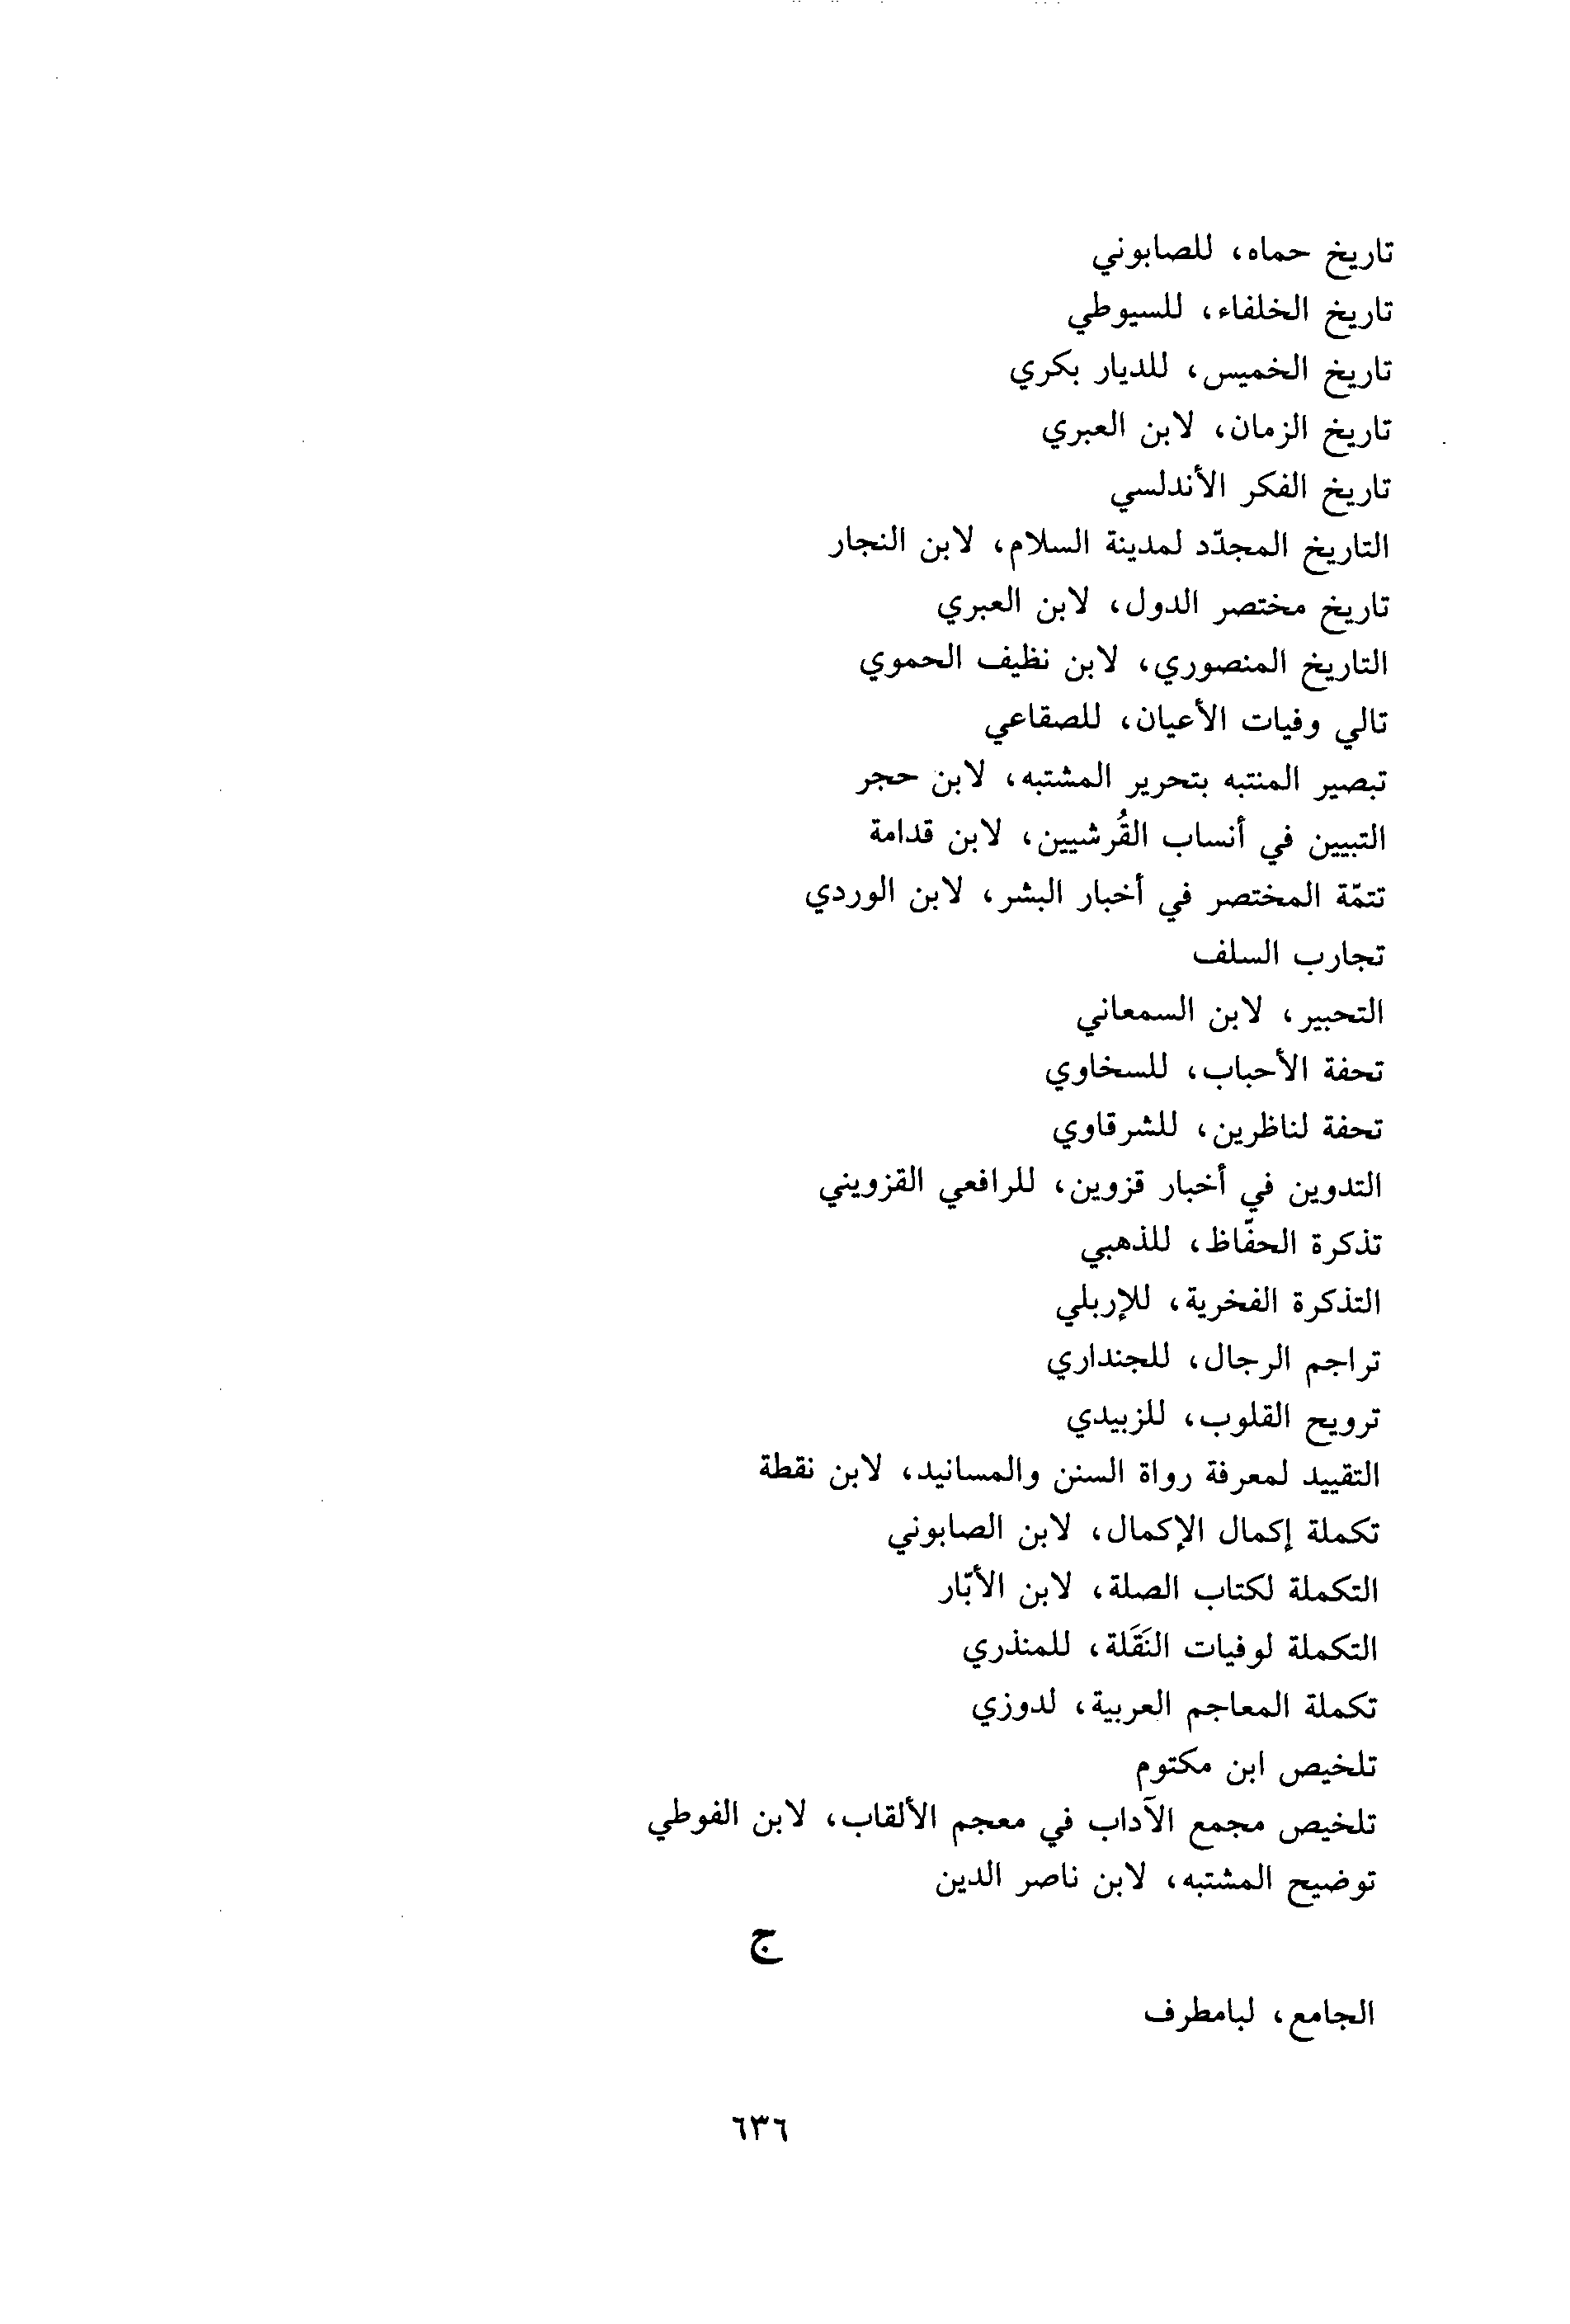 تاريخ حماه، للصابوني
تاريخ الخلفاء، للسيوطي
تاريخ الخميس، للديار بكري
تاريخ الزمان، لابن العبري
تاريخ الفكر الأندلسي
التاريخ المجدّد لمدينة السلام، لابن النجار
تاريخ مختصر الدول، لابن العبري
التاريخ المنصوري، لابن نظيف الحموي
تالي وفيات الأعيان، للصقاعي
تبصير المنتبه بتحرير المشتبه، لابن حجر
التبيين في أنساب القُرشيين، لابن قدامة
تتمّة المختصر في أخبار البشر، لابن الوردي
تجارب السلف
التحبير، لابن السمعاني
تحفة الأحباب، للسخاوي
تحفة لناظرين، للشرقاوي
التدوين في أخبار قزوين، للرافعي القزويني
تذكرة الحفّاظ، للذهبي
التذكرة الفخرية، للإربلي
تراجم الرجال، للجنداري
ترويح القلوب، للزبيدي
التقييد لمعرفة رواة السنن والمسانيد، لابن نقطة
تكملة إكمال الإكمال، لابن الصابوني
التكملة لكتاب الصلة، لابن الأبّار
التكملة لوفيات النَقَلة، للمنذري
تكملة المعاجم العربية، لدوزي
تلخيص ابن مكتوم
تلخيص مجمع الآداب في معجم الألقاب، لابن الفوطي
توضيح المشتبه، لابن ناصر الدين
ج
الجامع، لبامطرف
٦٣٦